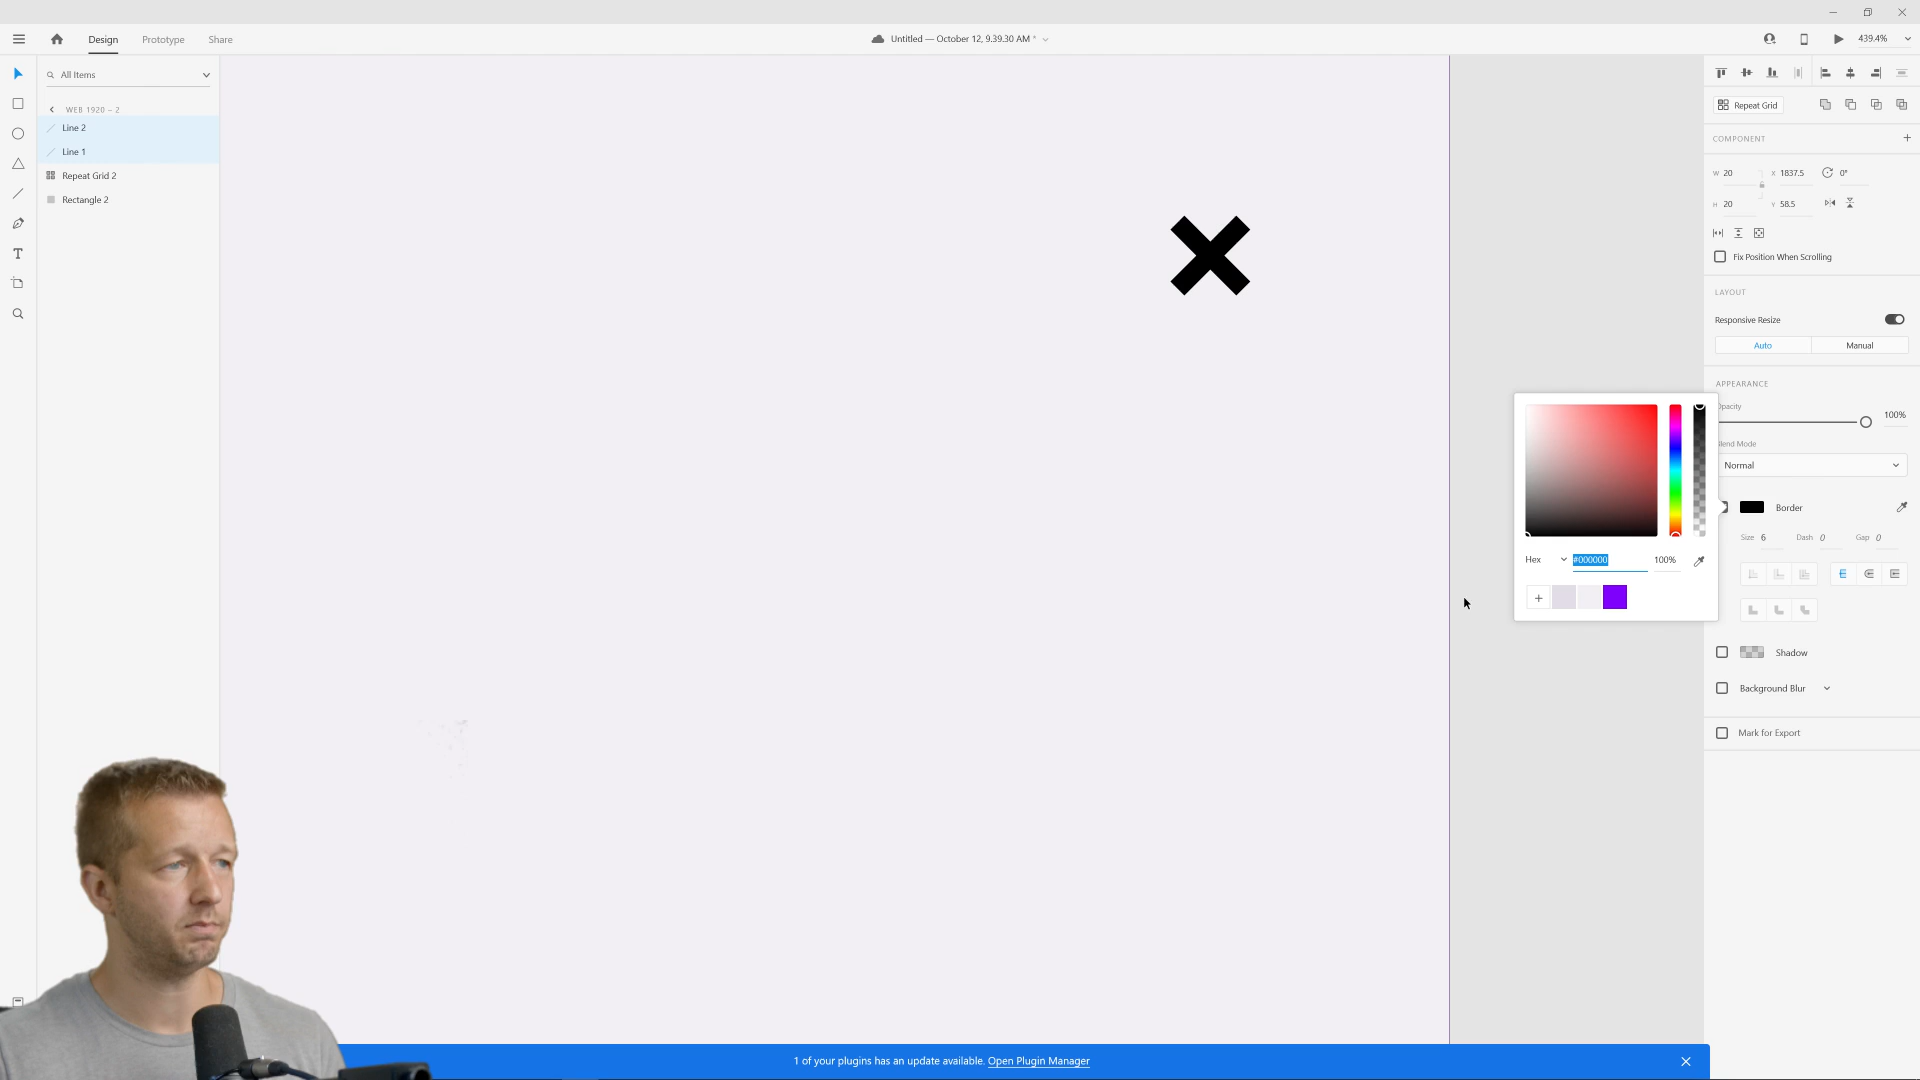 Design
Prototype
Share
Untitled — October 12, 9.39.30 AM *
439.4%
All Items
WEB 1920 – 2
Line 2
Line 1
Repeat Grid 2
Rectangle 2
Repeat Grid
COMPONENT
W 20
X 1837.5
0°
H 20
Y 58.5
Fix Position When Scrolling
LAYOUT
Responsive Resize
Auto
Manual
APPEARANCE
Opacity
100%
Blend Mode
Normal
Border
Size 6
Dash 0
Gap 0
Hex
#000000
100%
Shadow
Background Blur
Mark for Export
1 of your plugins has an update available. Open Plugin Manager